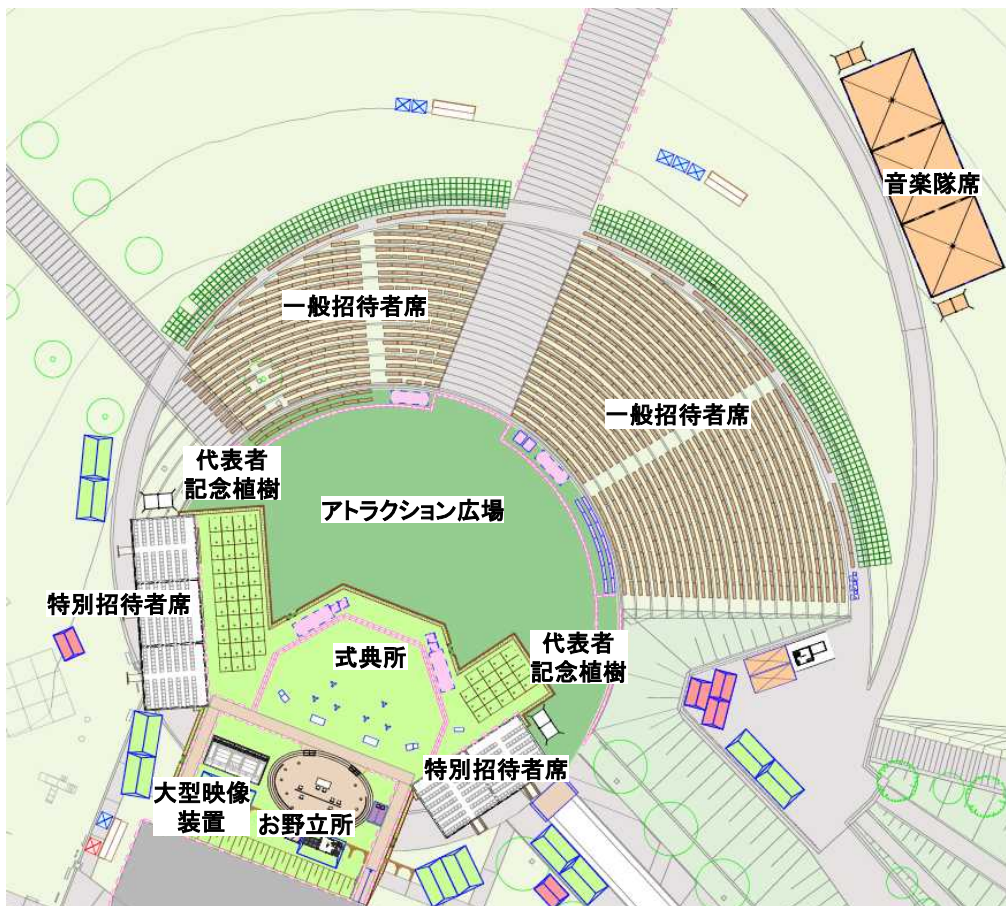 音楽隊席
一般招待者席
一般招待者席
代表者
記念植樹
アトラクション広場
特別招待者席
式典所
代表者
記念植樹
特別招待者席
大型映像
装置
お野立所